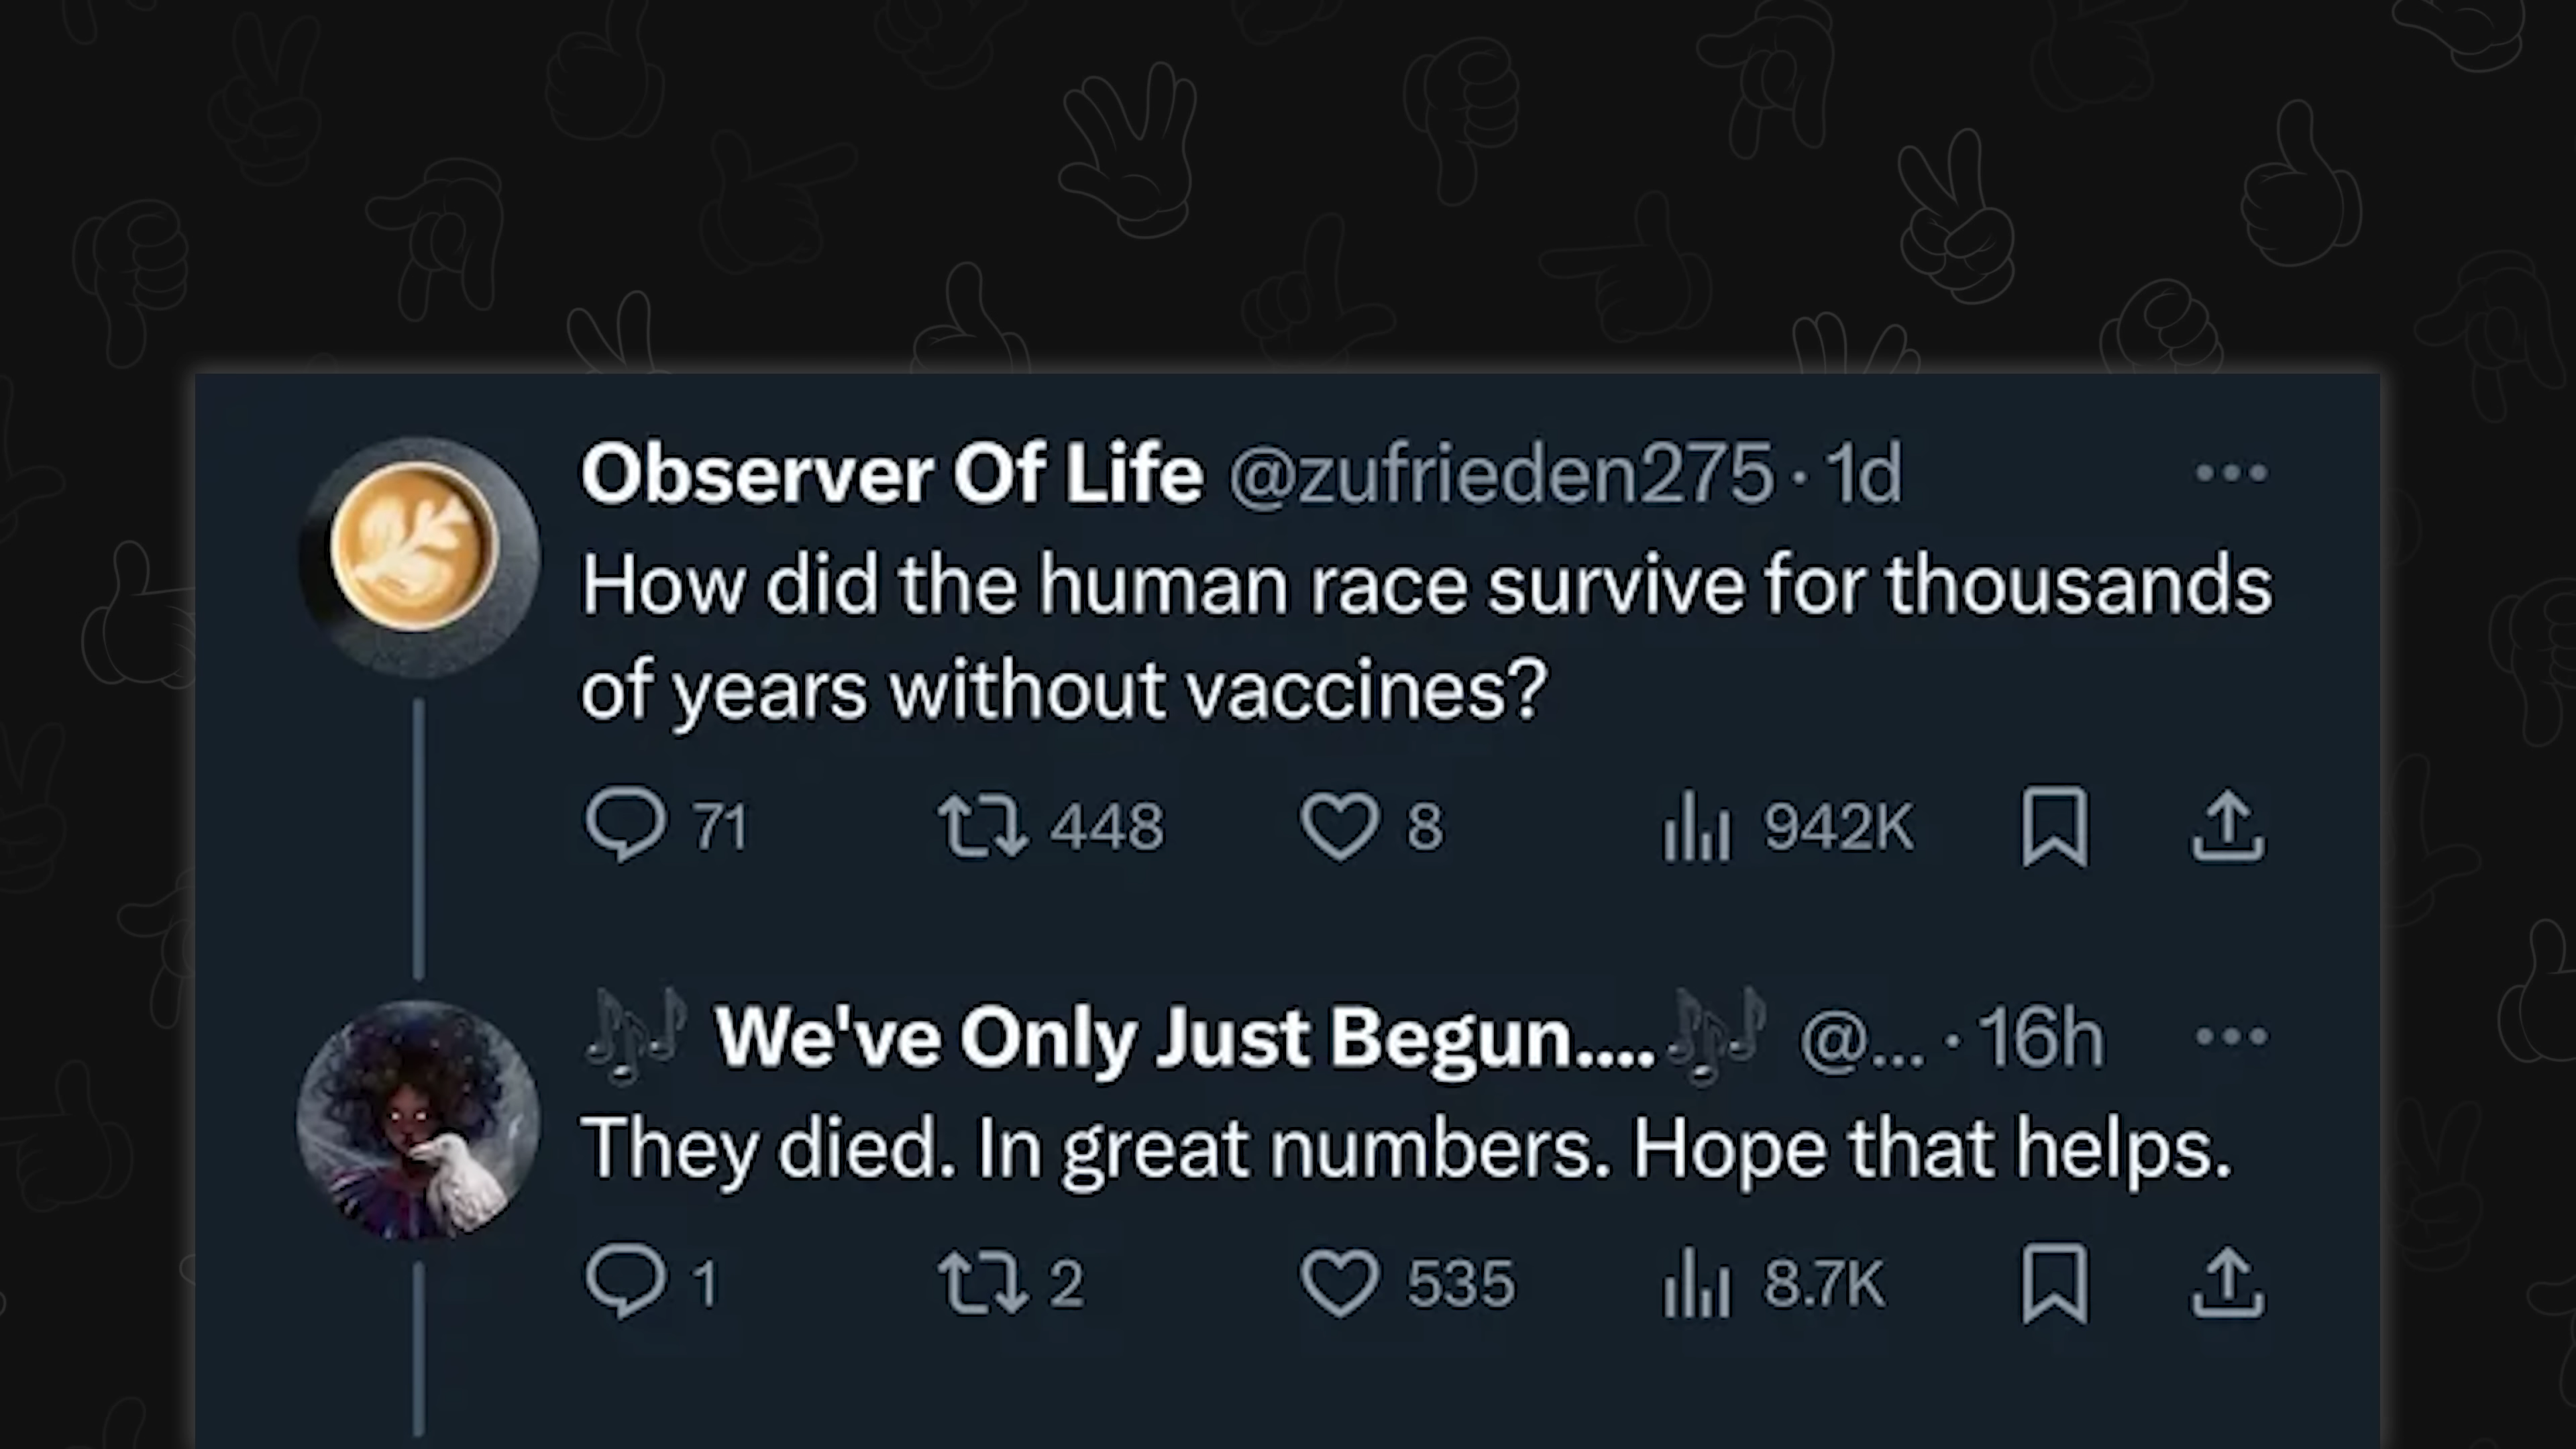 Observer Of Life @zufrieden275 · 1d
How did the human race survive for thousands
of years without vaccines?
71 448 8 942K
🎶 We've Only Just Begun....🎶 @... · 16h
They died. In great numbers. Hope that helps.
1 2 535 8.7K